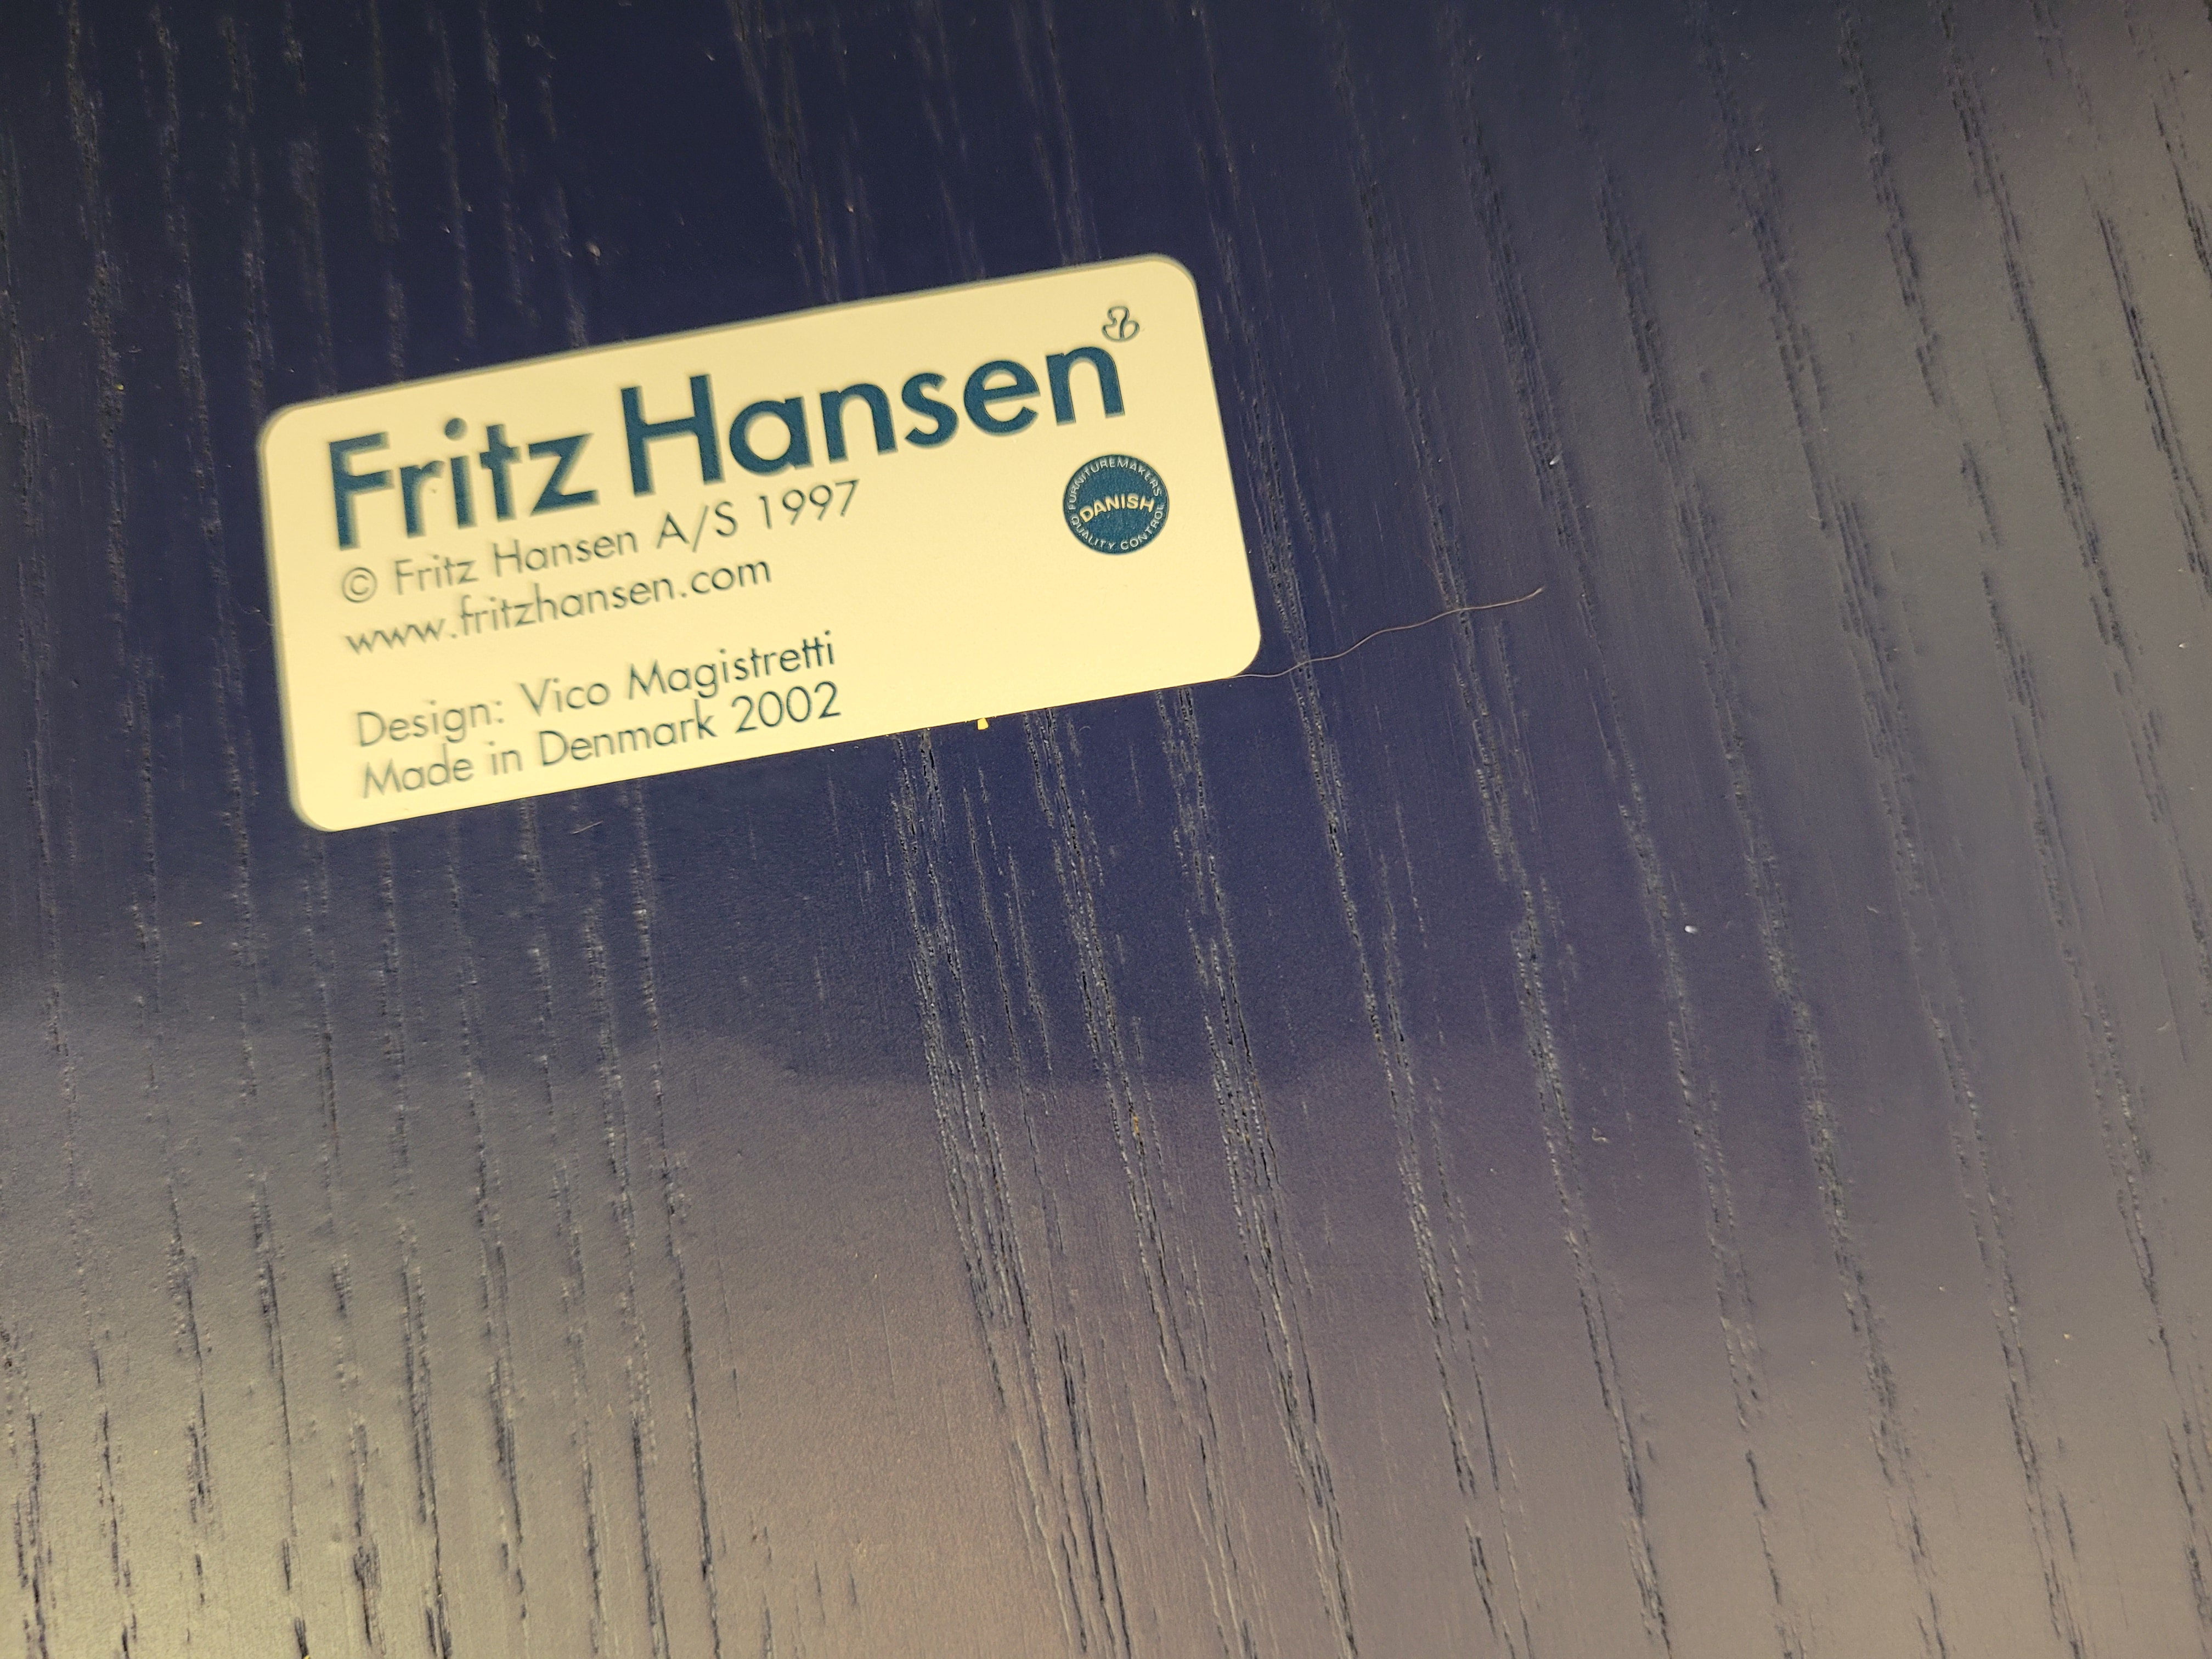 Fritz Hansen
© Fritz Hansen A/S 1997
www.fritzhansen.com
FURNITUREMAKERS
DANISH
QUALITY CONTROL
Design: Vico Magistretti
Made in Denmark 2002